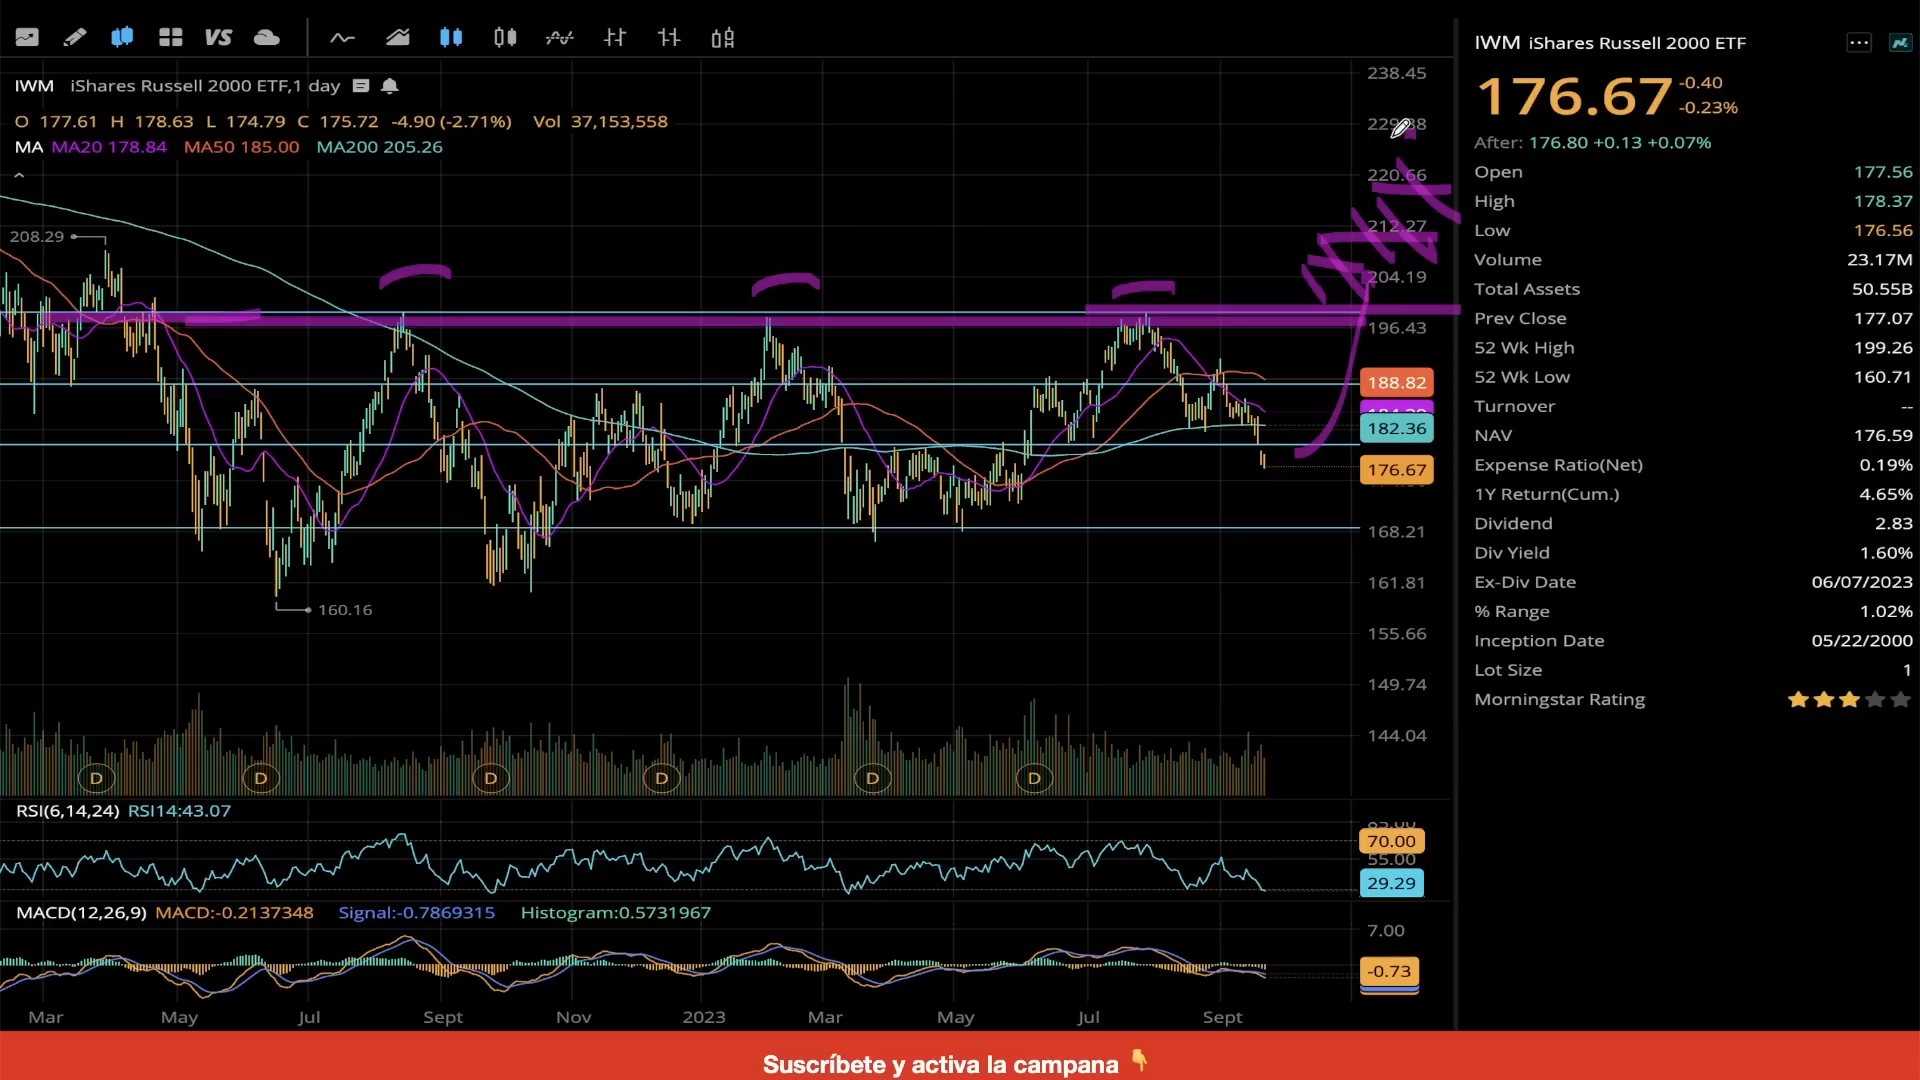 VS
IWM iShares Russell 2000 ETF
IWM iShares Russell 2000 ETF,1 day
O 177.61 H 178.63 L 174.79 C 175.72 -4.90 (-2.71%) Vol 37,153,558
MA MA20 178.84 MA50 185.00 MA200 205.26
176.67
-0.40
-0.23%
After: 176.80 +0.13 +0.07%
Open 177.56
High 178.37
Low 176.56
Volume 23.17M
Total Assets 50.55B
Prev Close 177.07
52 Wk High 199.26
52 Wk Low 160.71
Turnover --
NAV 176.59
Expense Ratio(Net) 0.19%
1Y Return(Cum.) 4.65%
Dividend 2.83
Div Yield 1.60%
Ex-Div Date 06/07/2023
% Range 1.02%
Inception Date 05/22/2000
Lot Size 1
Morningstar Rating
238.45
220.66
212.27
204.19
196.43
188.82
182.36
176.67
168.21
161.81
155.66
149.74
144.04
208.29
160.16
D D D D D D
RSI(6,14,24) RSI14:43.07
70.00
55.00
29.29
MACD(12,26,9) MACD:-0.2137348 Signal:-0.7869315 Histogram:0.5731967
7.00
-0.73
Mar May Jul Sept Nov 2023 Mar May Jul Sept
Suscríbete y activa la campana 👇